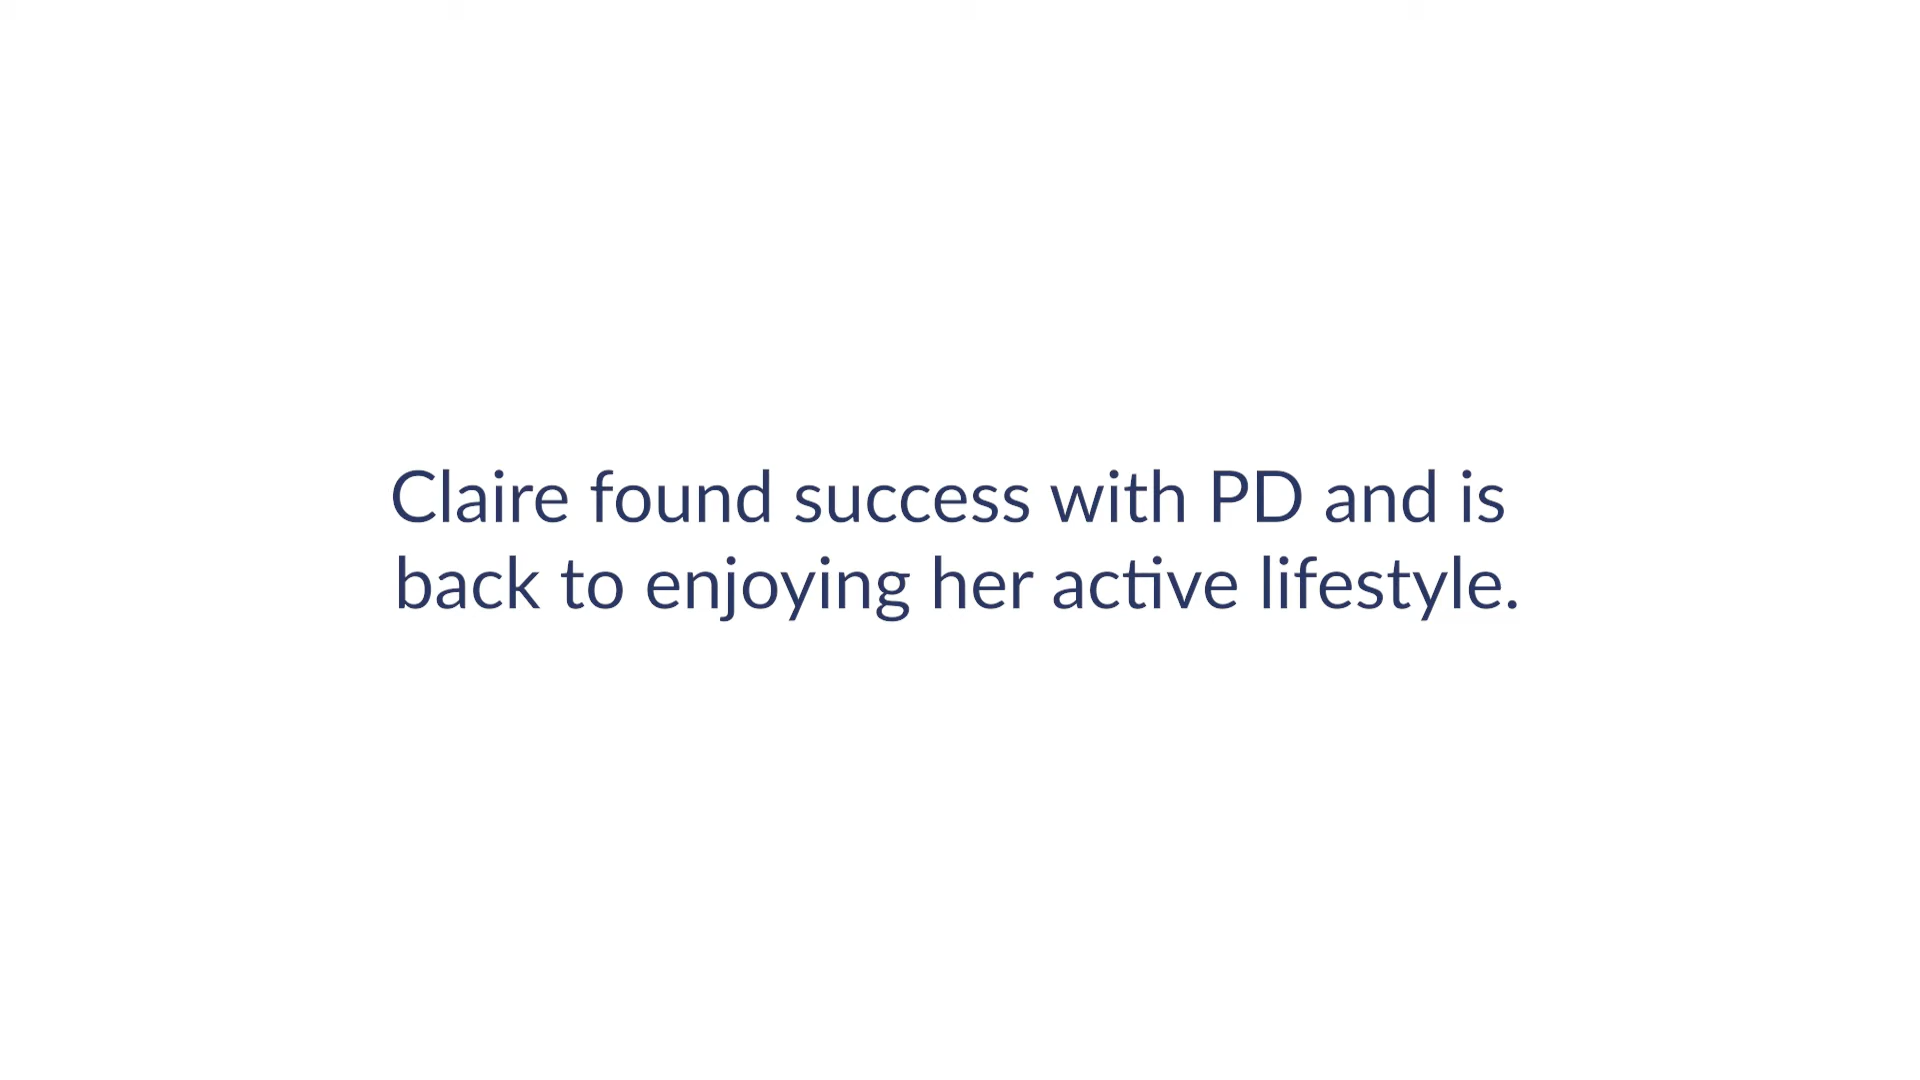 Claire found success with PD and is
back to enjoying her active lifestyle.